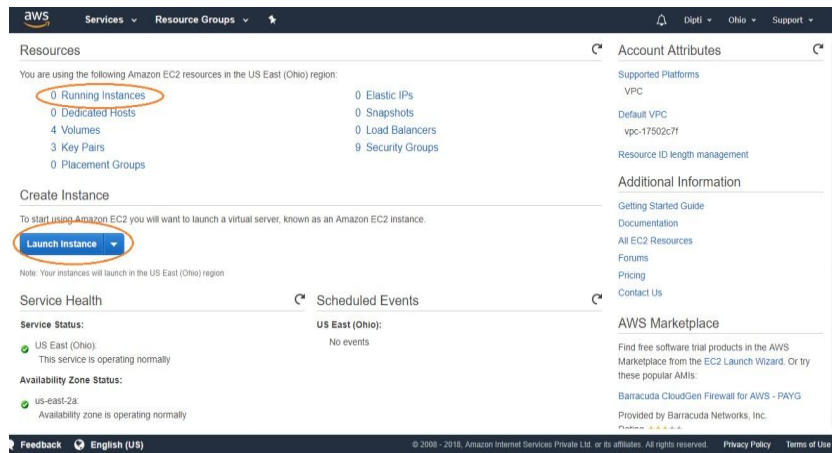 aws Services Resource Groups Dipti Ohio Support
Resources
You are using the following Amazon EC2 resources in the US East (Ohio) region:
0 Running Instances
0 Elastic IPs
0 Dedicated Hosts
0 Snapshots
4 Volumes
0 Load Balancers
3 Key Pairs
9 Security Groups
0 Placement Groups
Create Instance
To start using Amazon EC2 you will want to launch a virtual server, known as an Amazon EC2 instance.
Launch Instance
Note: Your instances will launch in the US East (Ohio) region
Service Health
Service Status:
US East (Ohio):
This service is operating normally
Availability Zone Status:
us-east-2a:
Availability zone is operating normally
Scheduled Events
US East (Ohio):
No events
Account Attributes
Supported Platforms
VPC
Default VPC
vpc-17502c7f
Resource ID length management
Additional Information
Getting Started Guide
Documentation
All EC2 Resources
Forums
Pricing
Contact Us
AWS Marketplace
Find free software trial products in the AWS
Marketplace from the EC2 Launch Wizard. Or try
these popular AMIs:
Barracuda CloudGen Firewall for AWS - PAYG
Provided by Barracuda Networks, Inc.
Feedback English (US) © 2008 - 2018, Amazon Internet Services Private Ltd. or its affiliates. All rights reserved. Privacy Policy Terms of Use